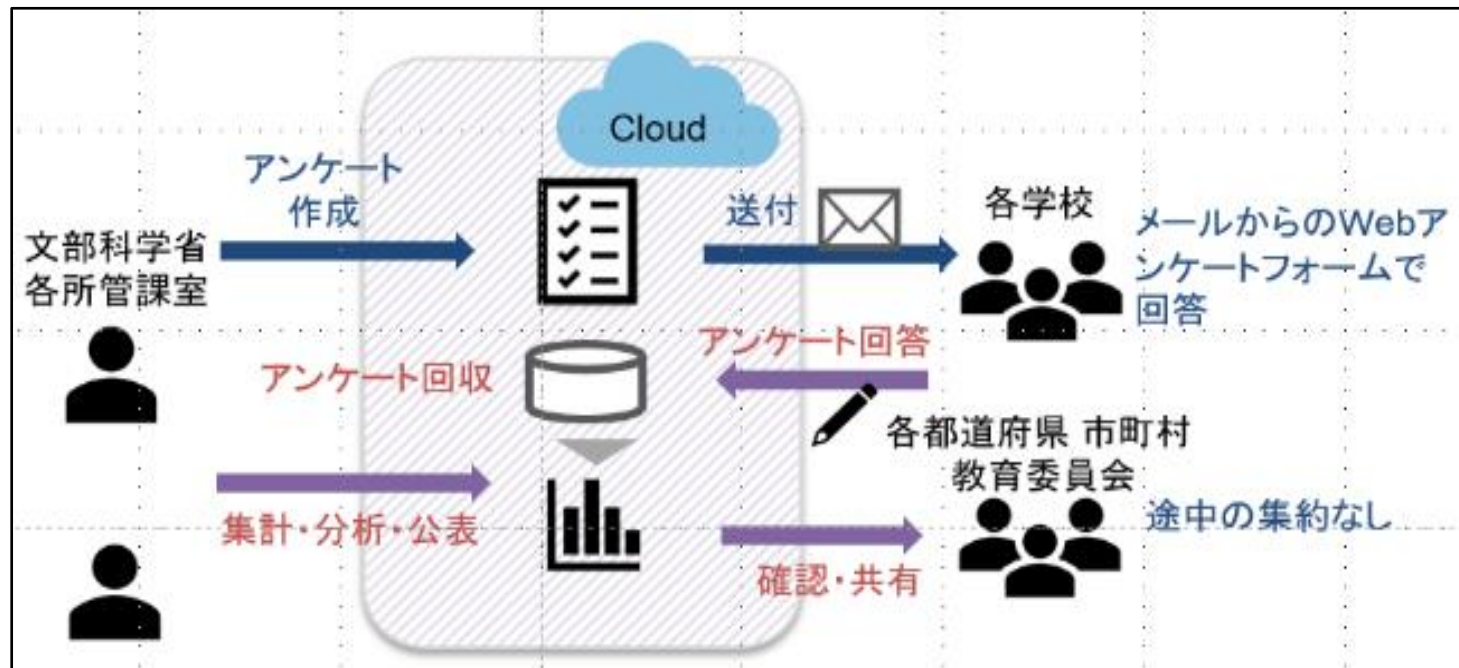 Cloud
アンケート
作成
文部科学省
各所管課室
送付
各学校
メールからのWebア
ンケートフォームで
回答
アンケート回収
アンケート回答
各都道府県 市町村
教育委員会
途中の集約なし
集計・分析・公表
確認・共有